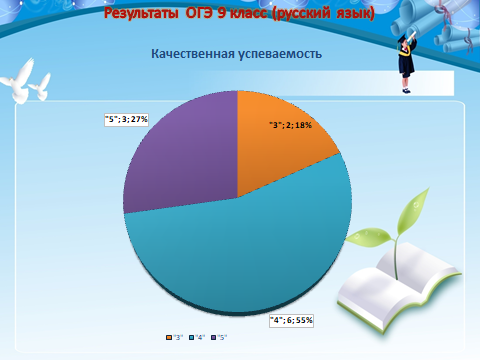 Результаты ОГЭ 9 класс (русский язык)
Качественная успеваемость
"5";3;27%
"3";2;18%
"4";6;55%
"3" "4" "5"